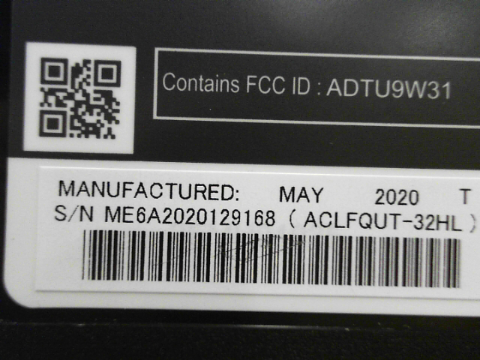 Contains FCC ID : ADTU9W31
MANUFACTURED: MAY 2020 T
S/N ME6A2020129168 ( ACLFQUT-32HL )